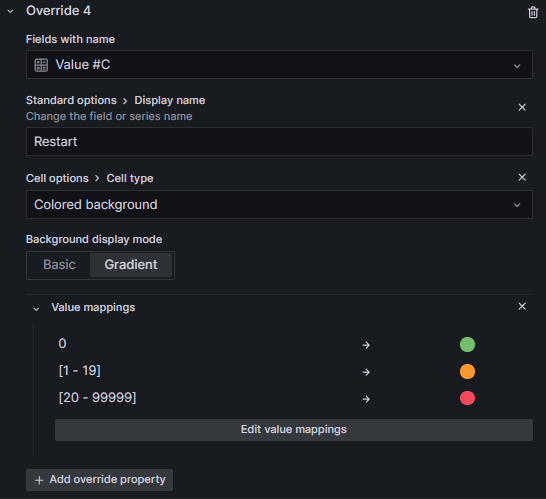 Override 4
Fields with name
Value #C
Standard options > Display name
Change the field or series name
Restart
Cell options > Cell type
Colored background
Background display mode
Basic Gradient
Value mappings
0
[1 - 19]
[20 - 99999]
Edit value mappings
+ Add override property